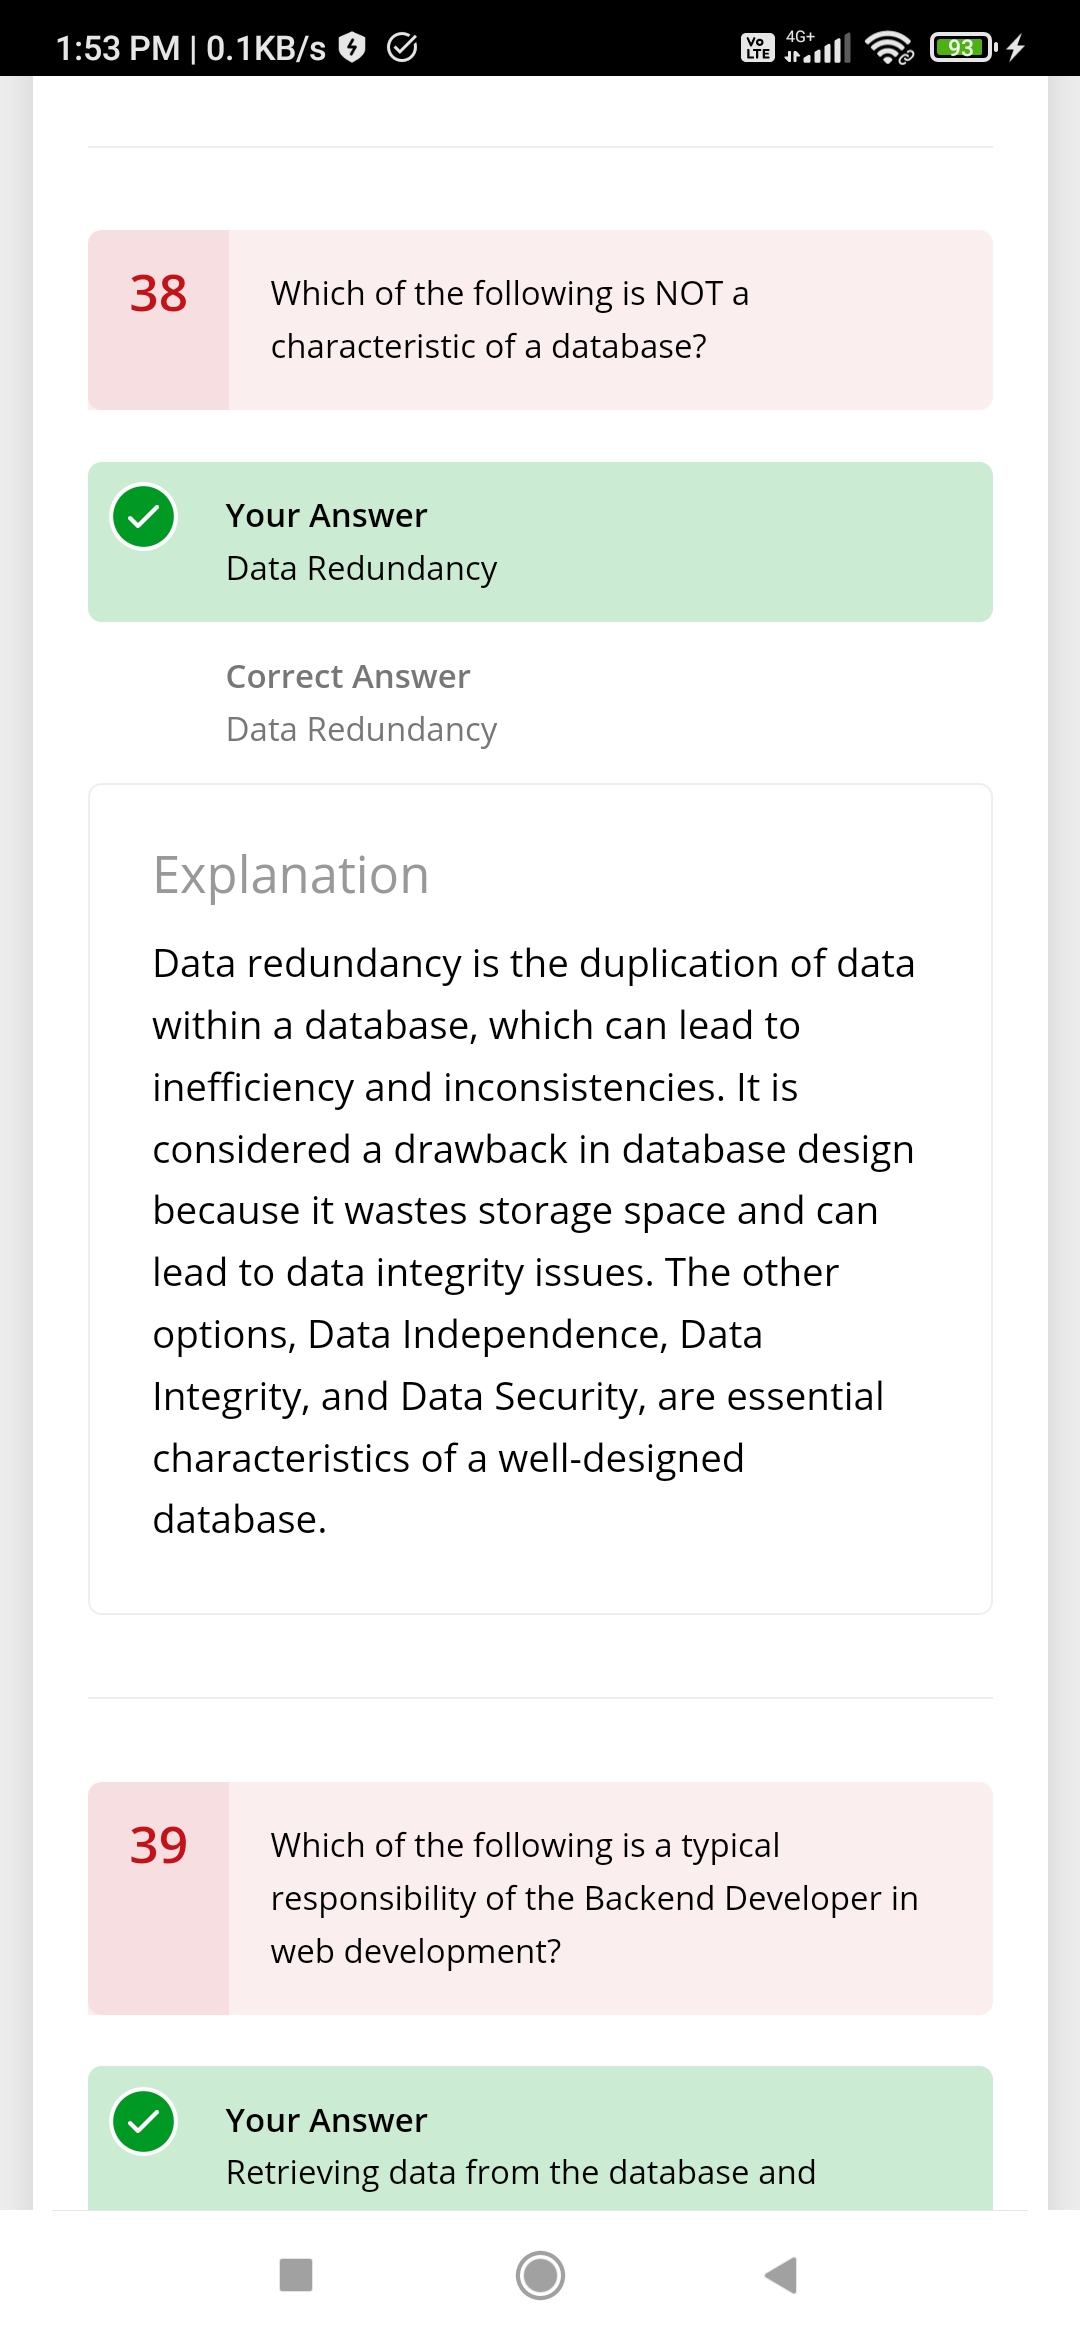 1:53 PM | 0.1KB/s Vo LTE 4G+ 93
38
Which of the following is NOT a
characteristic of a database?
Your Answer
Data Redundancy
Correct Answer
Data Redundancy
Explanation
Data redundancy is the duplication of data
within a database, which can lead to
inefficiency and inconsistencies. It is
considered a drawback in database design
because it wastes storage space and can
lead to data integrity issues. The other
options, Data Independence, Data
Integrity, and Data Security, are essential
characteristics of a well-designed
database.
39
Which of the following is a typical
responsibility of the Backend Developer in
web development?
Your Answer
Retrieving data from the database and